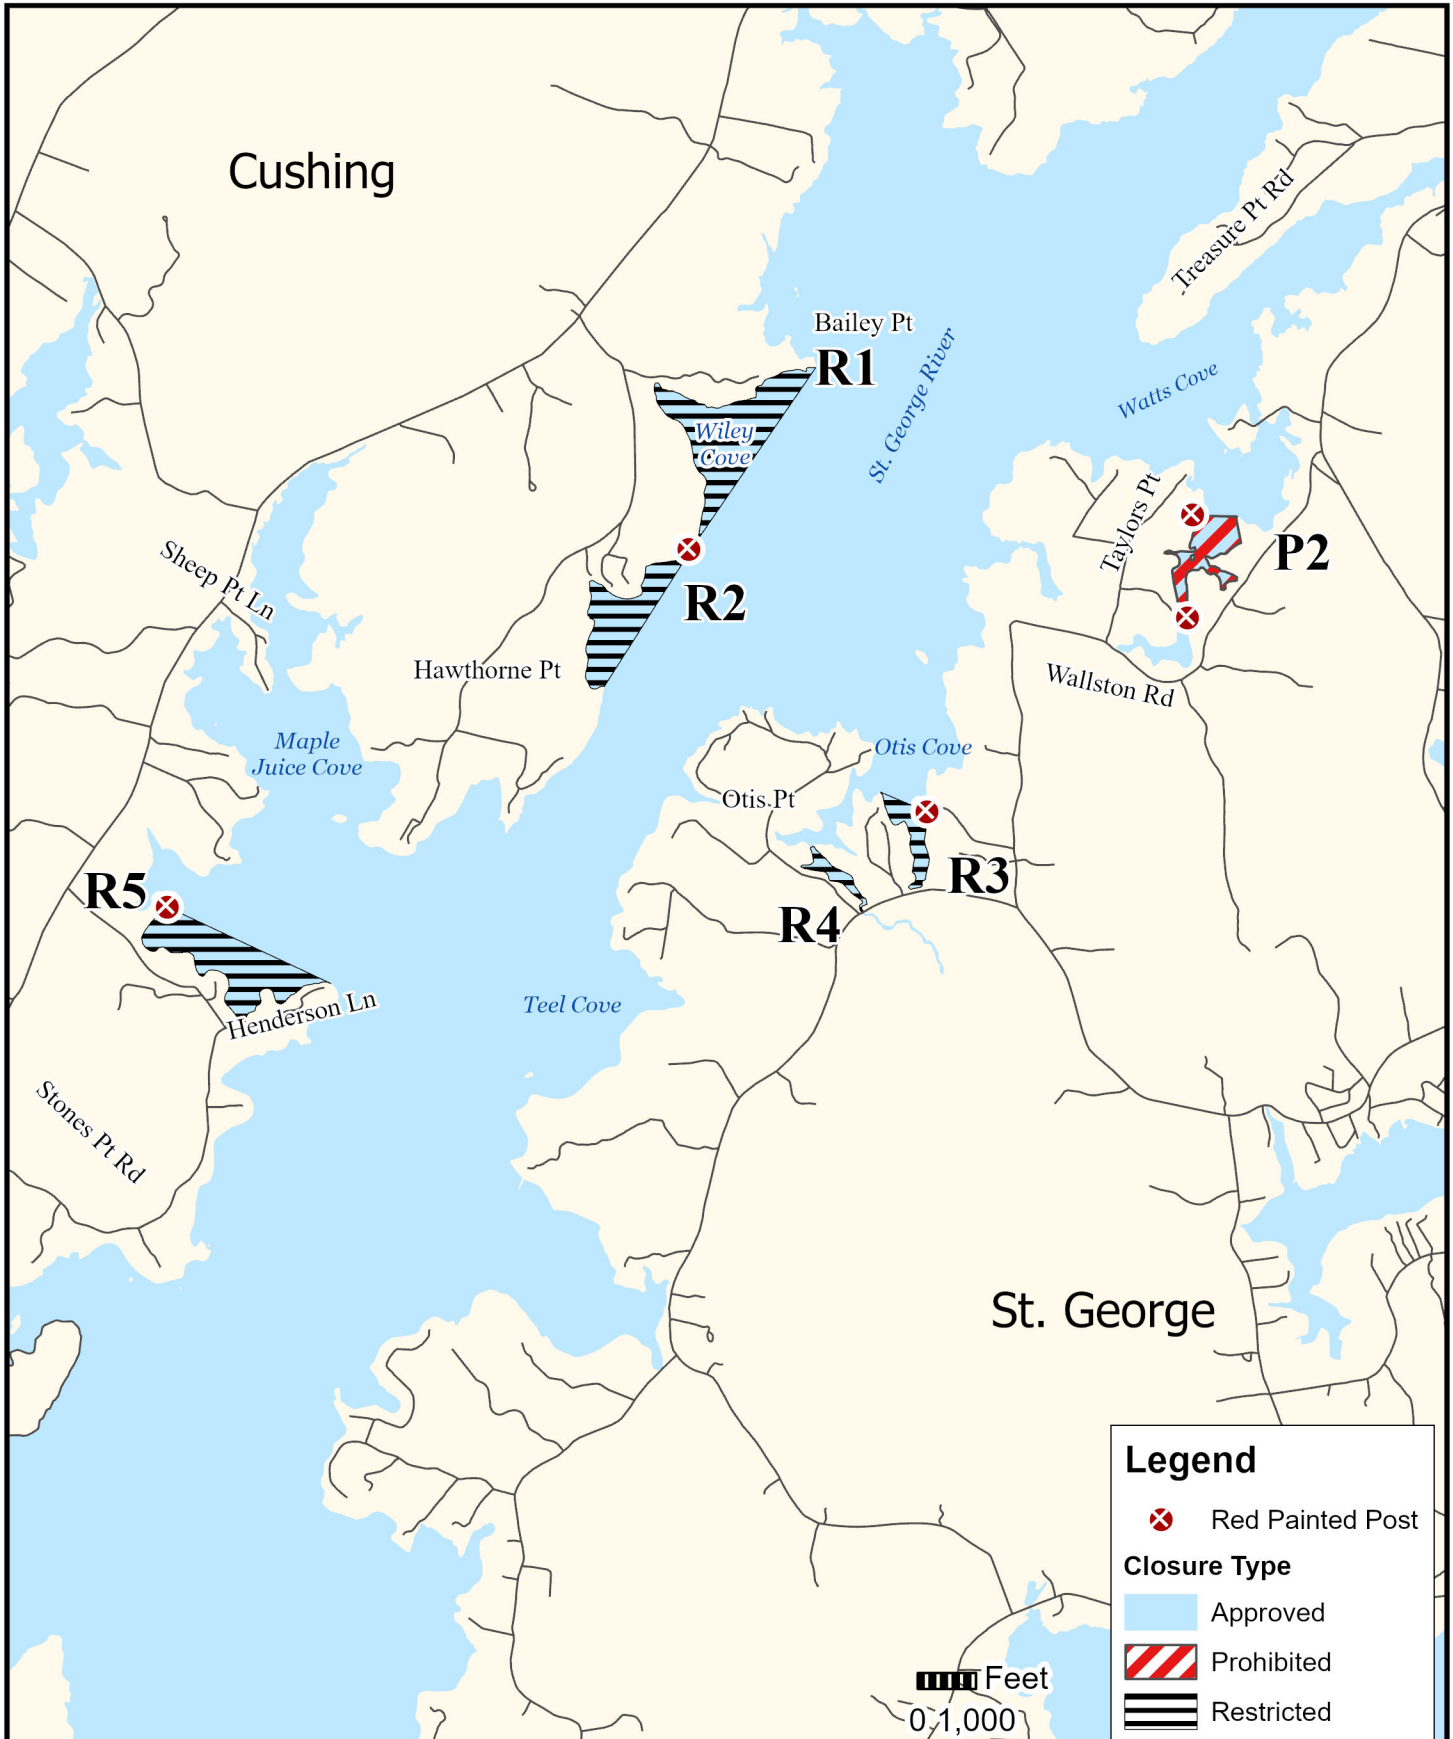 Cushing
Treasure Pt Rd
Bailey Pt
R1
St. George River
Watts Cove
Wiley
Cove
Taylors Pt
P2
Sheep Pt Ln
R2
Hawthorne Pt
Wallston Rd
Maple
Juice Cove
Otis Cove
Otis Pt
R3
R5
R4
Henderson Ln
Teel Cove
Stones Pt Rd
St. George
Legend
Red Painted Post
Closure Type
Approved
Prohibited
Restricted
Feet
0 1,000